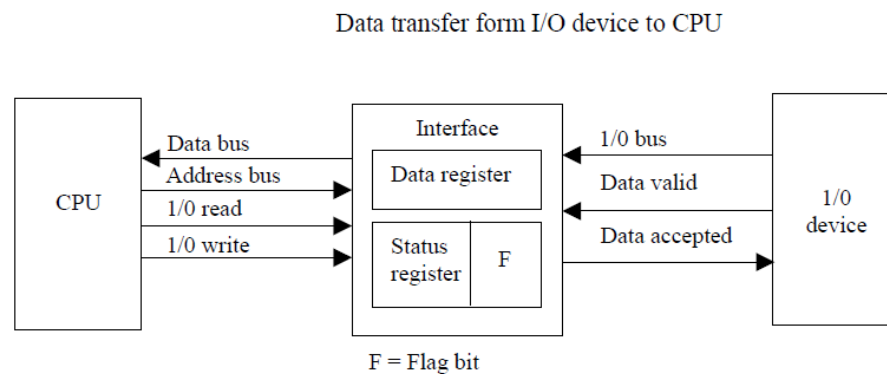 Data transfer form I/O device to CPU
CPU
Data bus
Address bus
1/0 read
1/0 write
Interface
Data register
Status
register
F
1/0 bus
Data valid
Data accepted
1/0
device
F = Flag bit